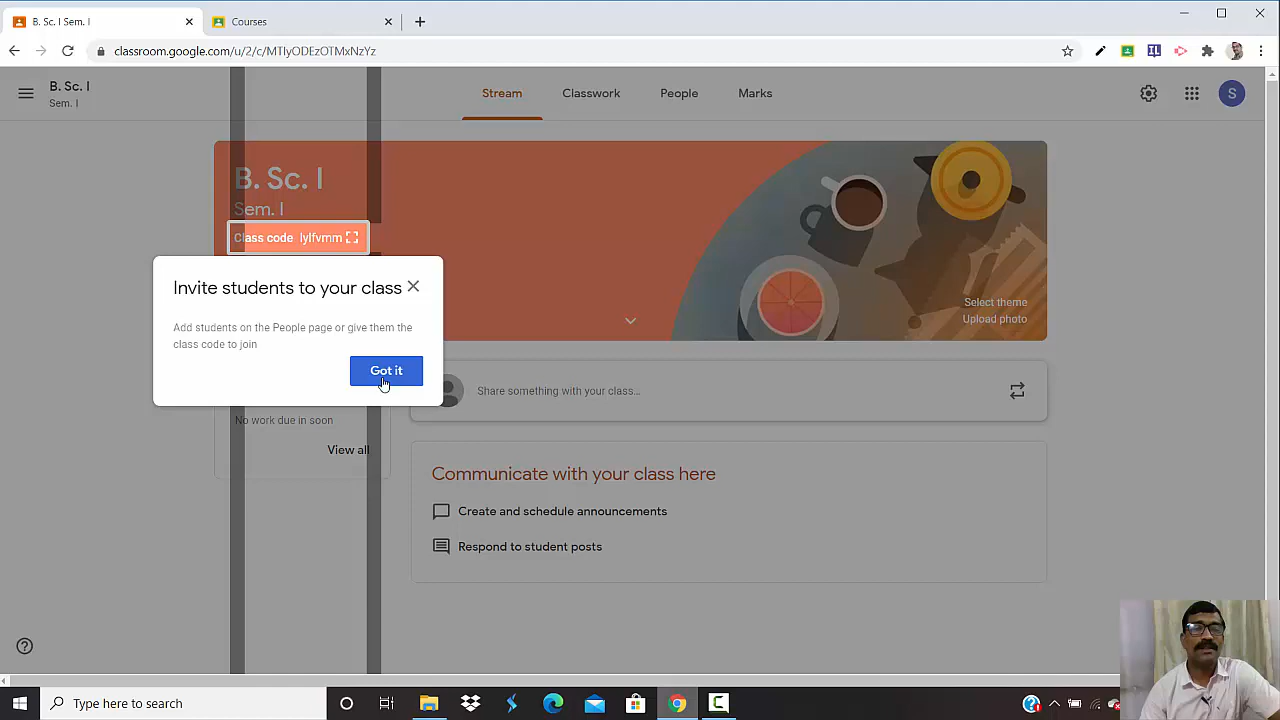 B. Sc. I Sem. I
Courses
classroom.google.com/u/2/c/MTIyODEzOTMxNzYz
IL
B. Sc. I
Sem. I
Stream
Classwork
People
Marks
S
B. Sc. I
Sem. I
Class code lylfvmm
Select theme
Upload photo
Invite students to your class
Add students on the People page or give them the
class code to join
Got it
Share something with your class...
No work due in soon
View all
Communicate with your class here
Create and schedule announcements
Respond to student posts
Type here to search